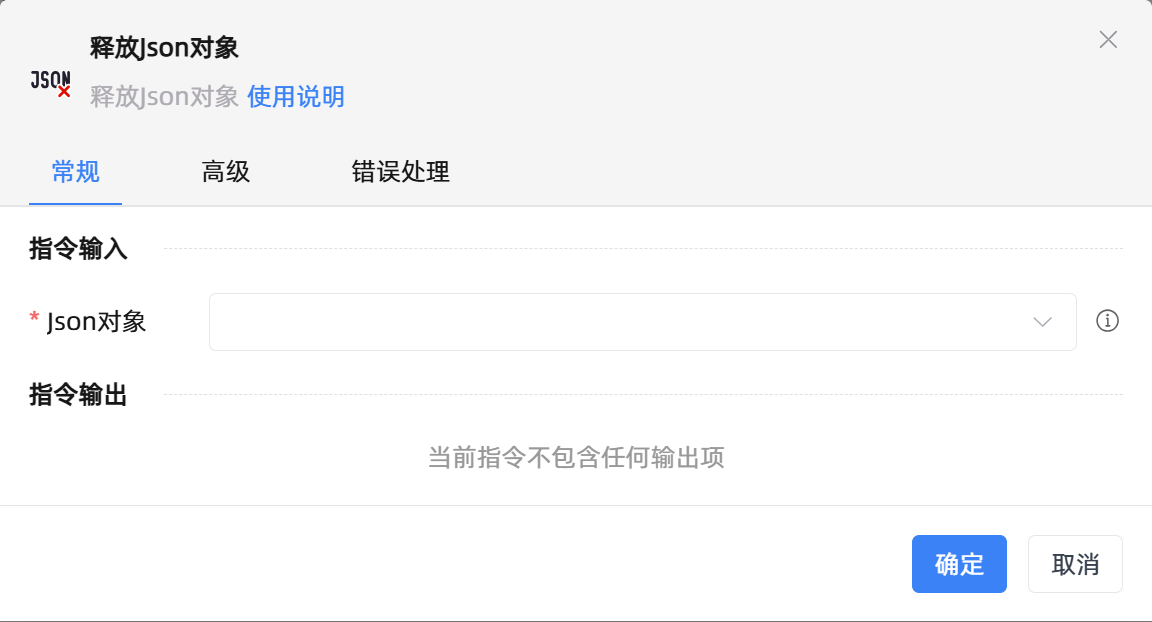 释放Json对象
JSON
释放Json对象 使用说明
常规 高级 错误处理
指令输入
* Json对象
指令输出
当前指令不包含任何输出项
确定 取消